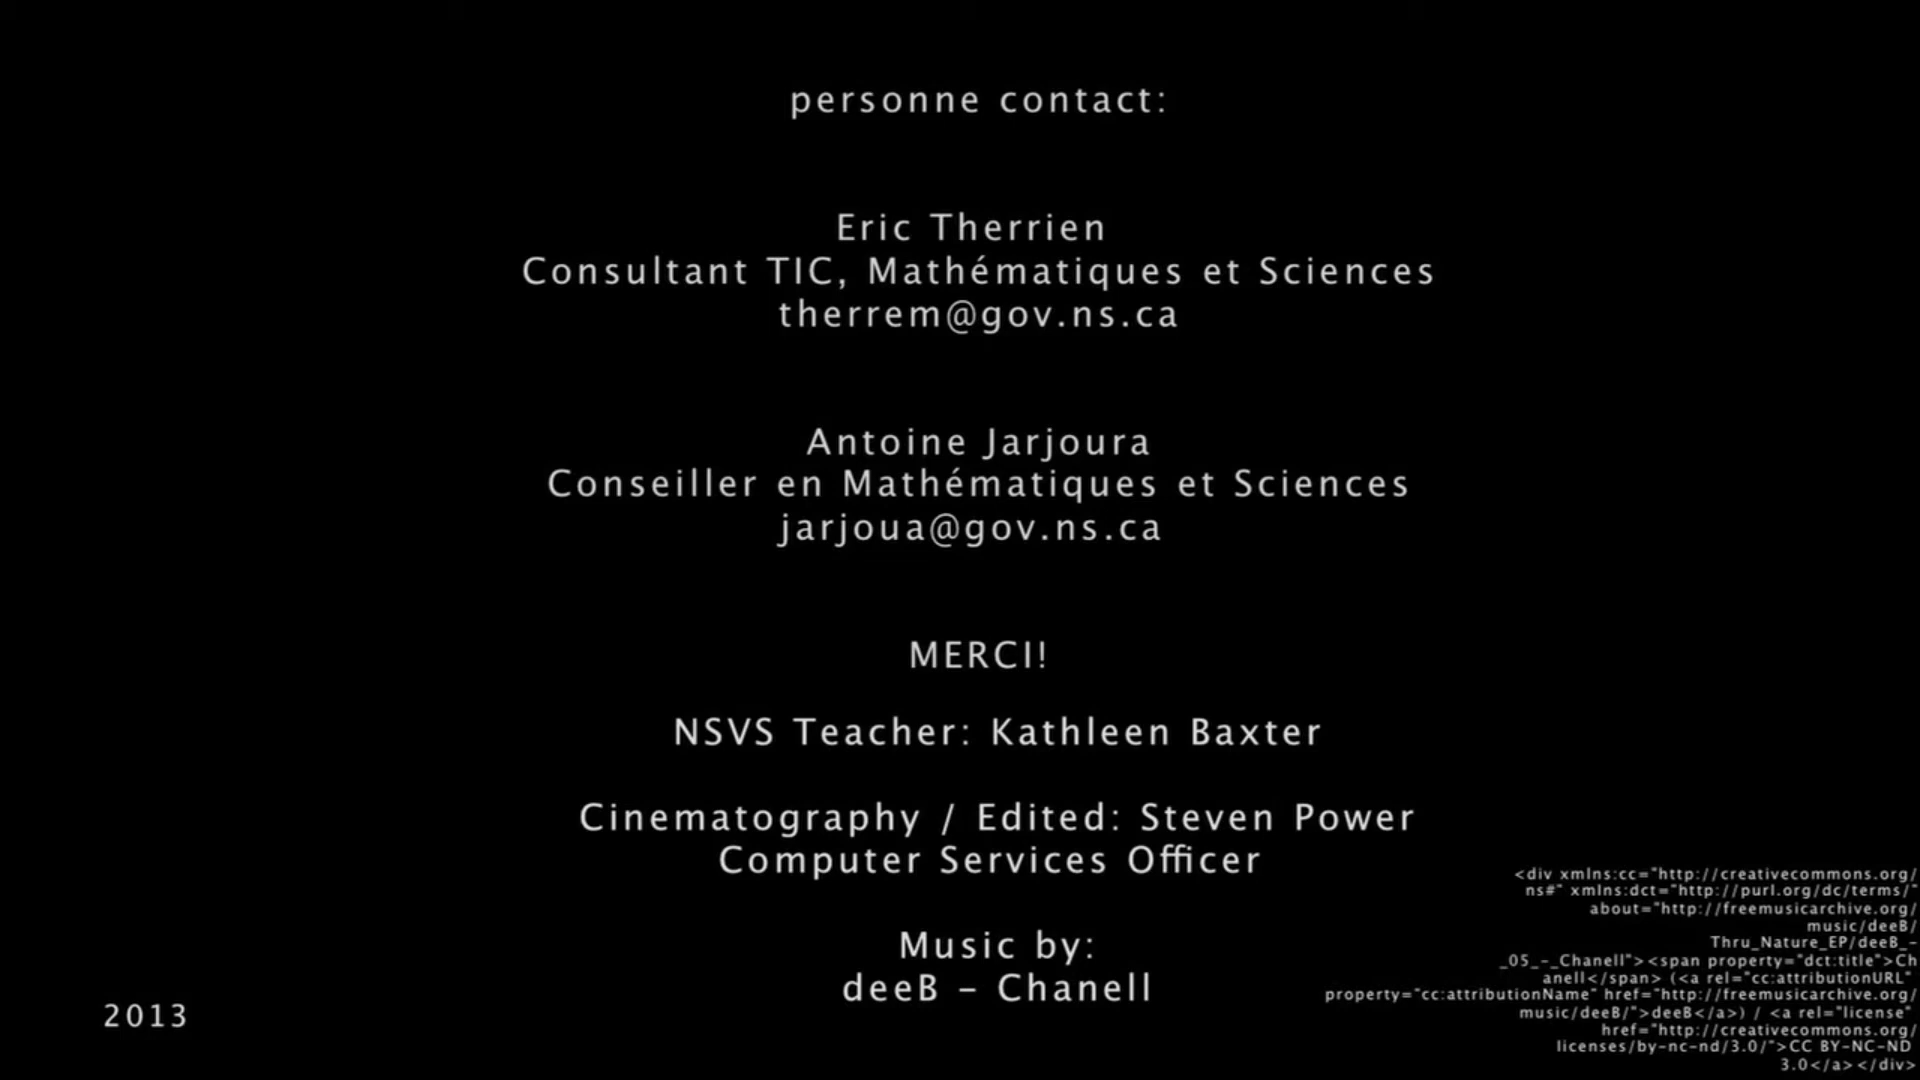 personne contact:
Eric Therrien
Consultant TIC, Mathématiques et Sciences
therrem@gov.ns.ca
Antoine Jarjoura
Conseiller en Mathématiques et Sciences
jarjoua@gov.ns.ca
MERCI!
NSVS Teacher: Kathleen Baxter
Cinematography / Edited: Steven Power
Computer Services Officer
Music by:
deeB – Chanell
2013
<div xmlns:cc="http://creativecommons.org/
ns#" xmlns:dct="http://purl.org/dc/terms/"
about="http://freemusicarchive.org/
music/deeB/
Thru_Nature_EP/deeB_-
_05_-_Chanell"><span property="dct:title">Ch
anell</span> (<a rel="cc:attributionURL"
property="cc:attributionName" href="http://freemusicarchive.org/
music/deeB/">deeB</a>) / <a rel="license"
href="http://creativecommons.org/
licenses/by-nc-nd/3.0/">CC BY-NC-ND
3.0</a></div>